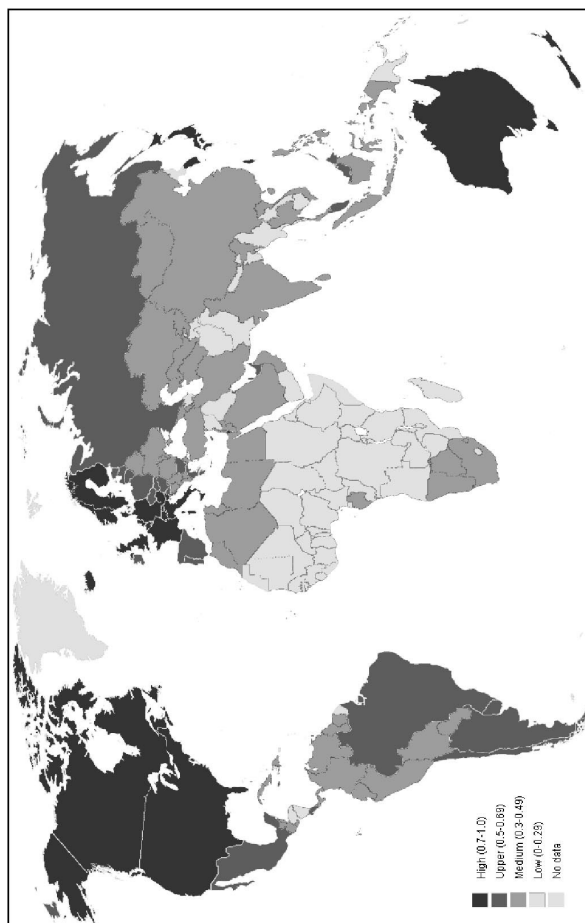 High (0.7-1.0)
Upper (0.5-0.69)
Medium (0.3-0.49)
Low (0-0.29)
No data